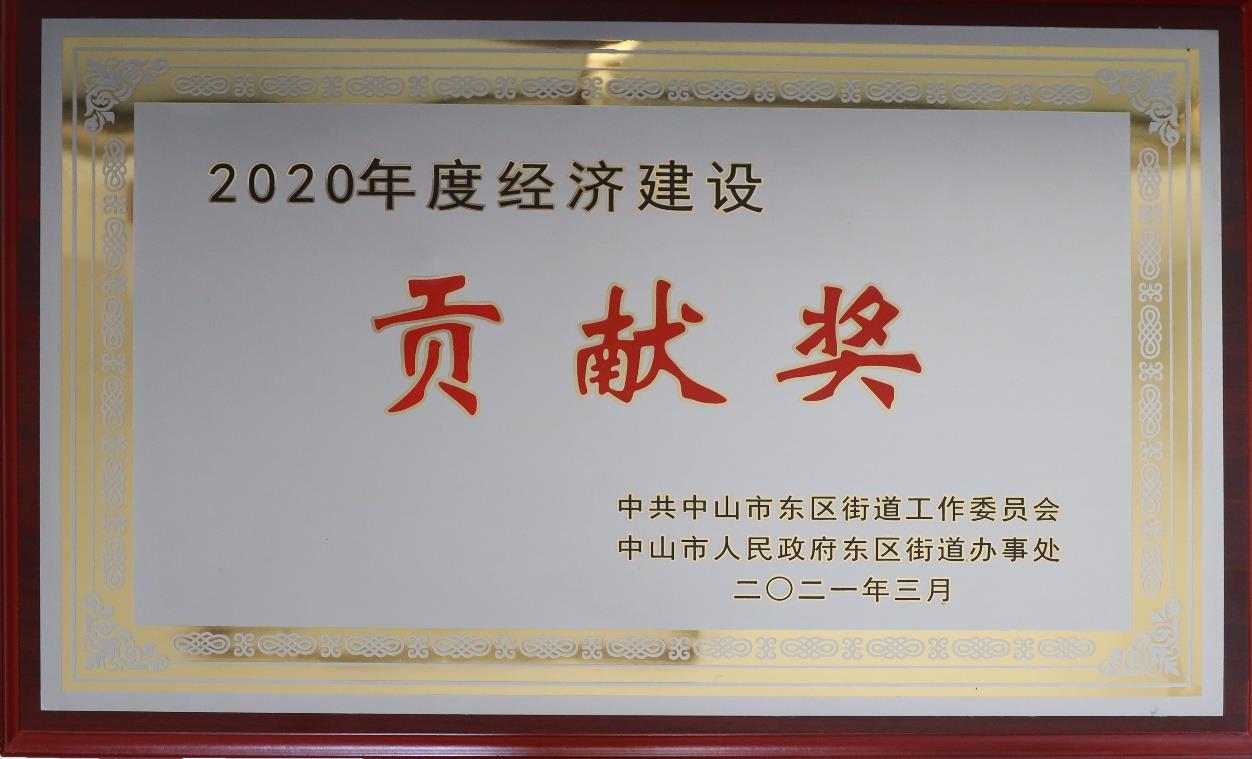 2020年度经济建设
贡献奖
中共中山市东区街道工作委员会
中山市人民政府东区街道办事处
二〇二一年三月